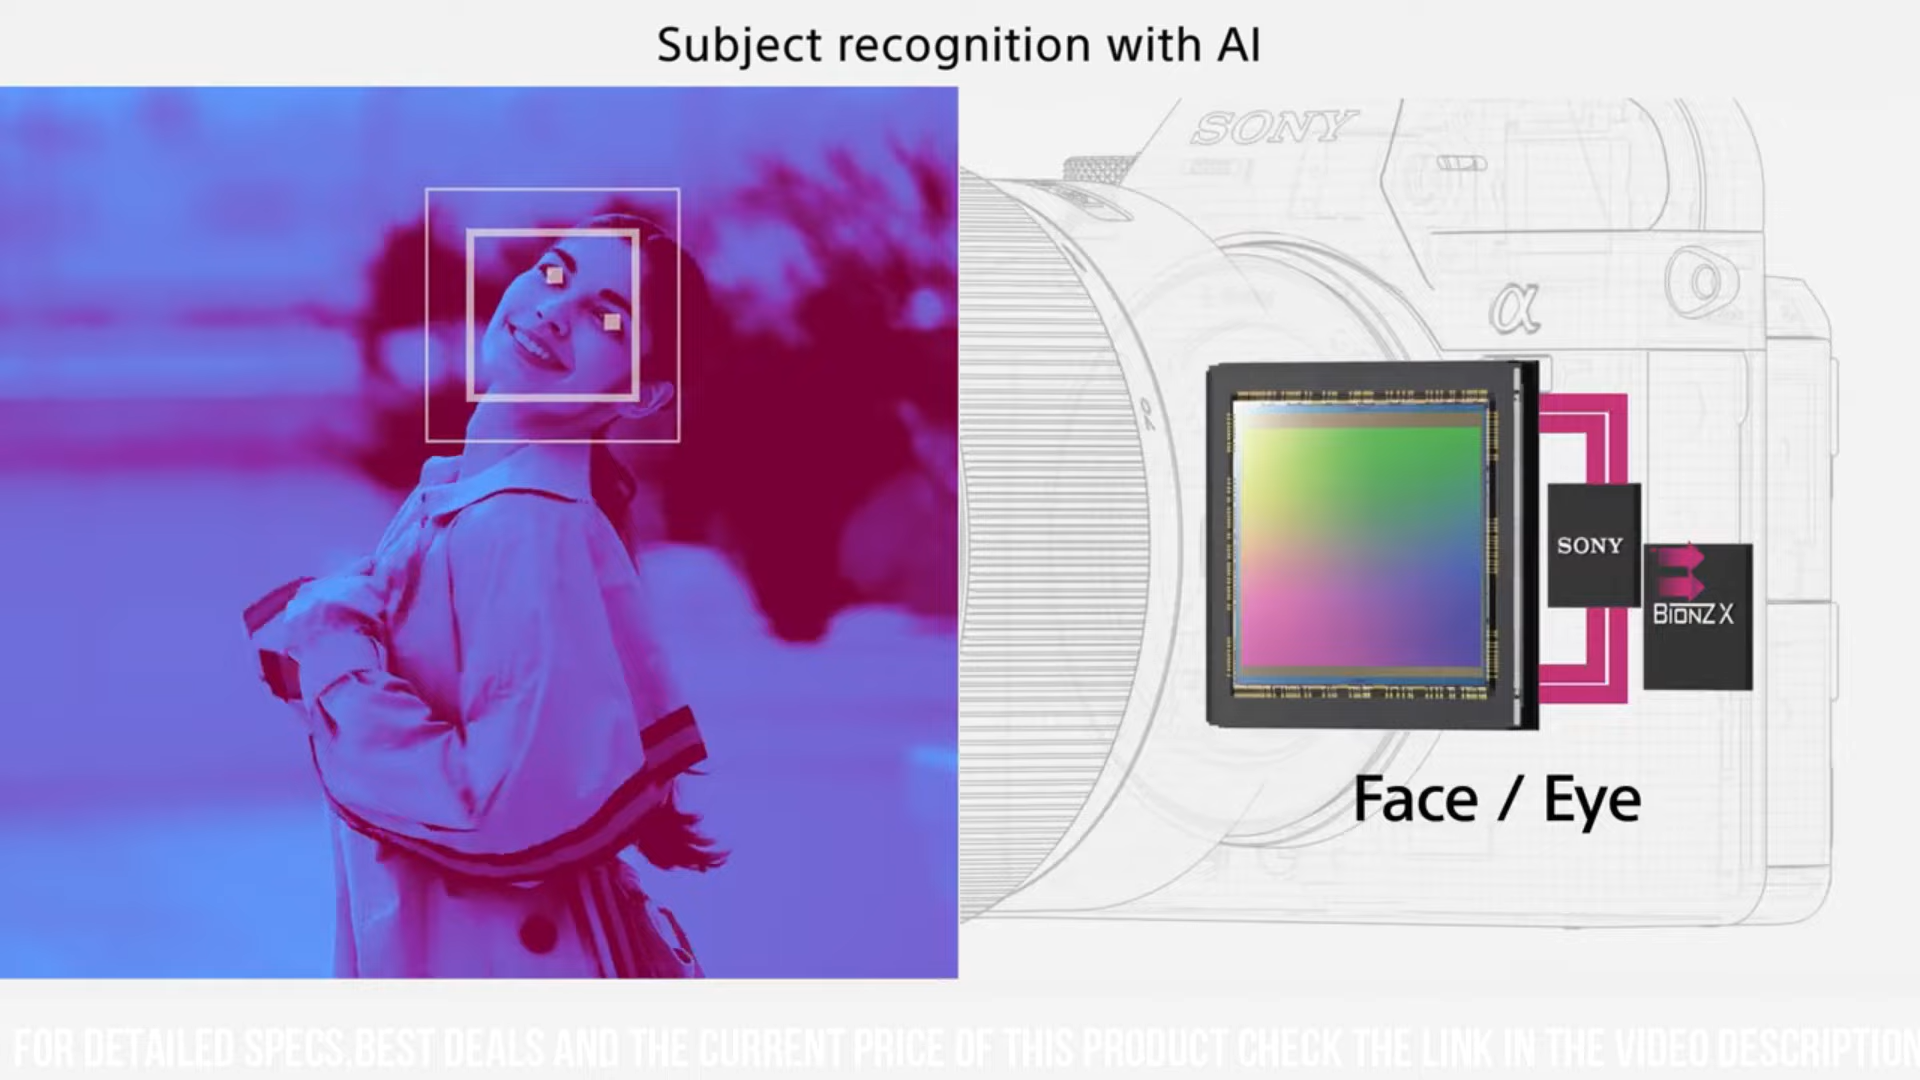 Subject recognition with AI
SONY
α
SONY
BIONZ X
Face / Eye
FOR DETAILED SPECS,BEST DEALS AND THE CURRENT PRICE OF THIS PRODUCT CHECK THE LINK IN THE VIDEO DESCRIPTION